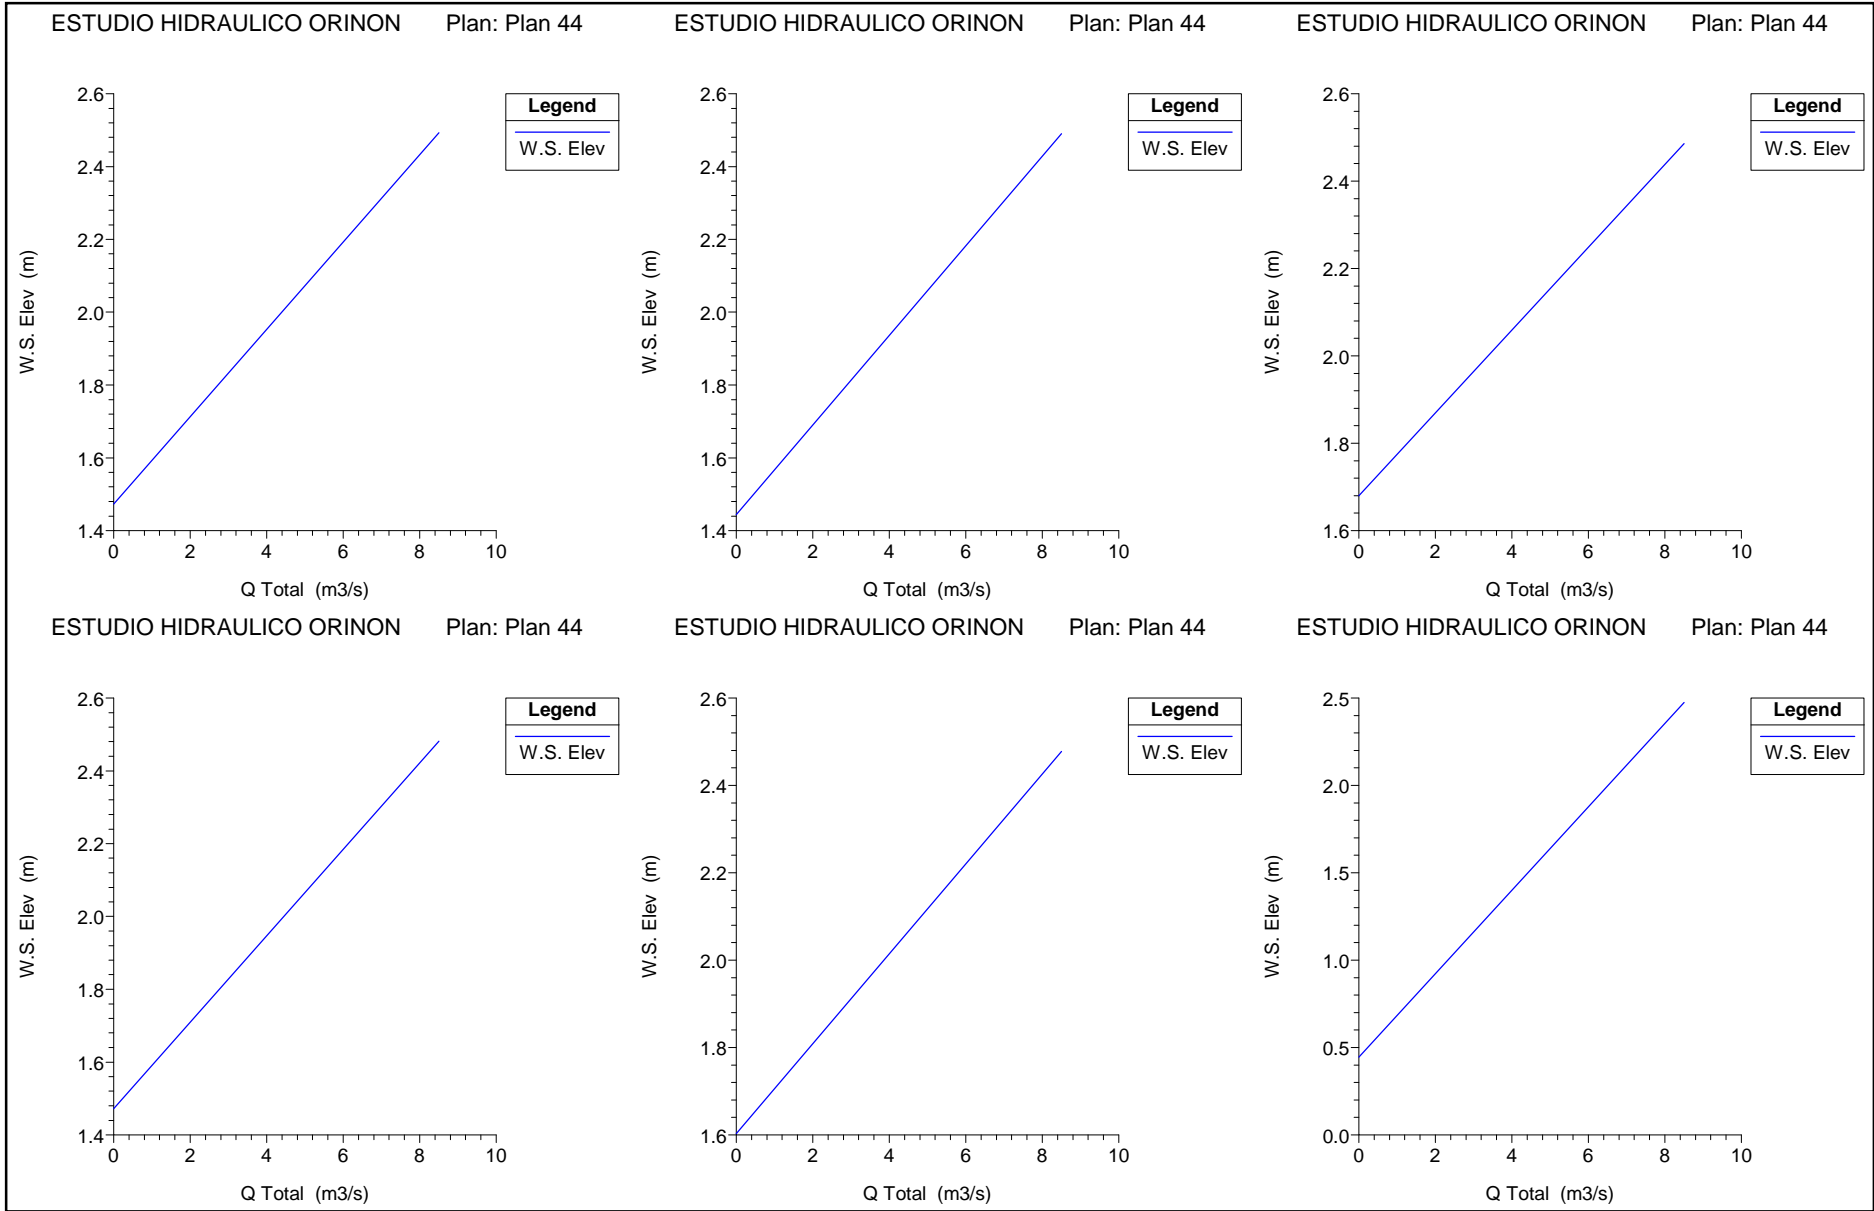 ESTUDIO HIDRAULICO ORINON Plan: Plan 44
2.6
2.4
2.2
2.0
1.8
1.6
1.4
0 2 4 6 8 10
W.S. Elev (m)
Q Total (m3/s)
Legend
W.S. Elev
ESTUDIO HIDRAULICO ORINON Plan: Plan 44
2.6
2.4
2.2
2.0
1.8
1.6
1.4
0 2 4 6 8 10
W.S. Elev (m)
Q Total (m3/s)
Legend
W.S. Elev
ESTUDIO HIDRAULICO ORINON Plan: Plan 44
2.6
2.4
2.2
2.0
1.8
1.6
0 2 4 6 8 10
W.S. Elev (m)
Q Total (m3/s)
Legend
W.S. Elev
ESTUDIO HIDRAULICO ORINON Plan: Plan 44
2.6
2.4
2.2
2.0
1.8
1.6
1.4
0 2 4 6 8 10
W.S. Elev (m)
Q Total (m3/s)
Legend
W.S. Elev
ESTUDIO HIDRAULICO ORINON Plan: Plan 44
2.6
2.4
2.2
2.0
1.8
1.6
0 2 4 6 8 10
W.S. Elev (m)
Q Total (m3/s)
Legend
W.S. Elev
ESTUDIO HIDRAULICO ORINON Plan: Plan 44
2.5
2.0
1.5
1.0
0.5
0.0
0 2 4 6 8 10
W.S. Elev (m)
Q Total (m3/s)
Legend
W.S. Elev